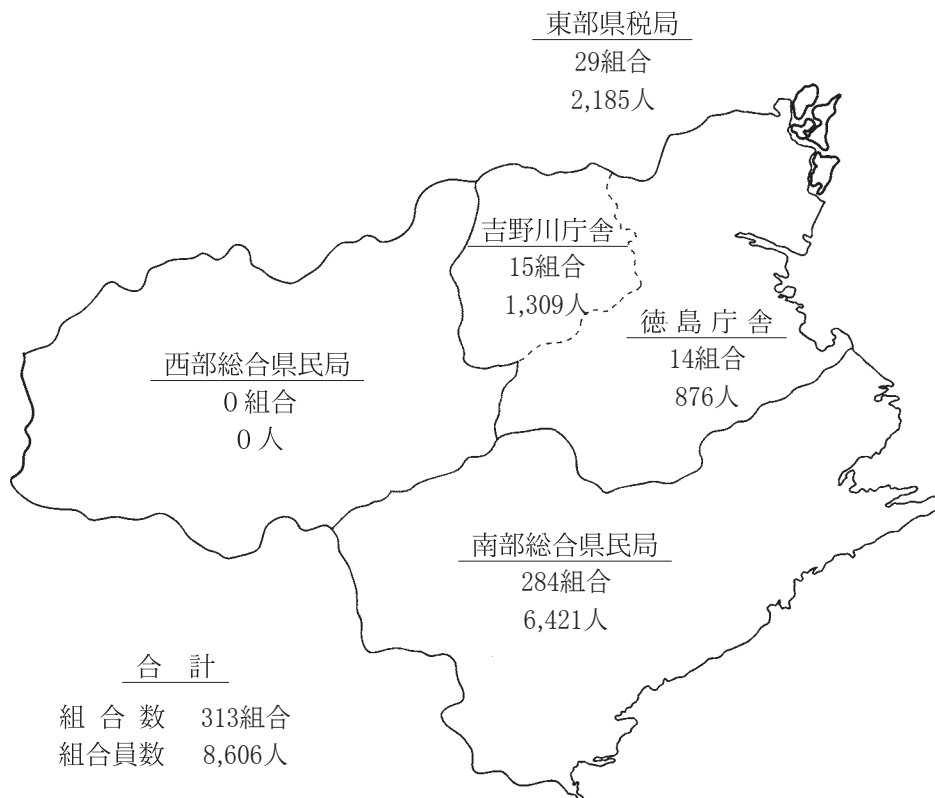 東部県税局
29組合
2,185人
吉野川庁舎
15組合
1,309人
徳島庁舎
14組合
876人
西部総合県民局
0組合
0人
南部総合県民局
284組合
6,421人
合計
組合数 313組合
組合員数 8,606人